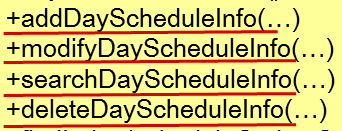 +addDayScheduleInfo(…)
+modifyDayScheduleInfo(…)
+searchDayScheduleInfo(…)
+deleteDayScheduleInfo(…)